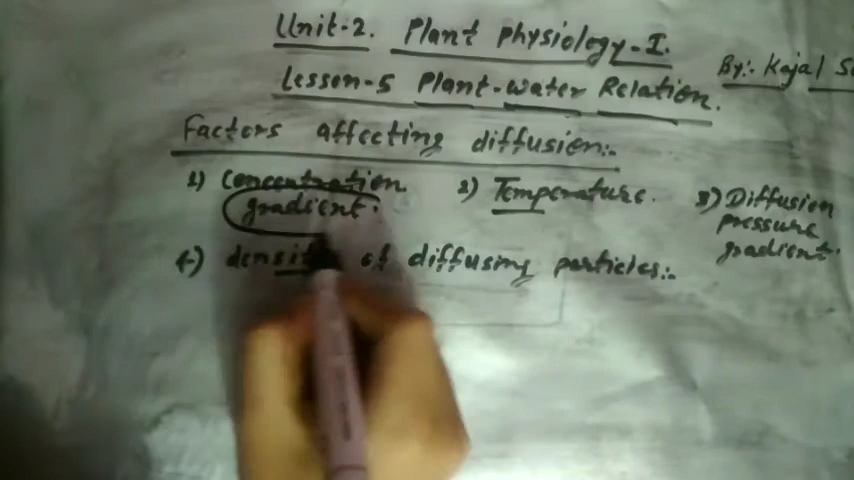 Unit-2. Plant Physiology-I.
By:- Kajal
Lesson-5 Plant-water Relation.
Factors affecting diffusion:-
1) Concentration gradient.
2) Temperature.
3) Diffusion pressure gradient.
4) density of diffusing particles:-